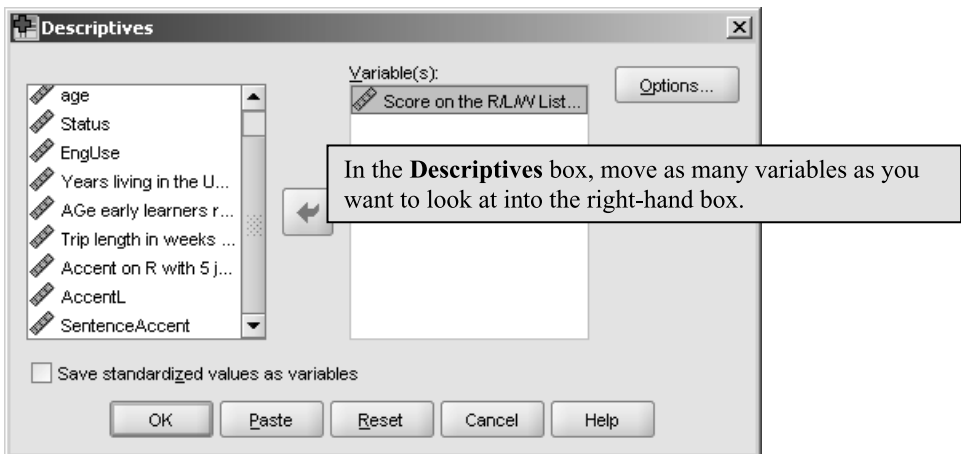 Descriptives
Variable(s):
age
Status
EngUse
Years living in the U...
AGe early learners r...
Trip length in weeks ...
Accent on R with 5 j...
AccentL
SentenceAccent
Score on the R/L/W List...
Options...
In the Descriptives box, move as many variables as you
want to look at into the right-hand box.
Save standardized values as variables
OK Paste Reset Cancel Help